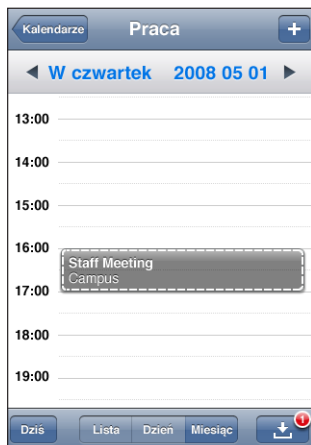 Kalendarze Praca +
W czwartek 2008 05 01
13:00
14:00
15:00
16:00
Staff Meeting
Campus
17:00
18:00
19:00
Dziś Lista Dzień Miesiąc 1